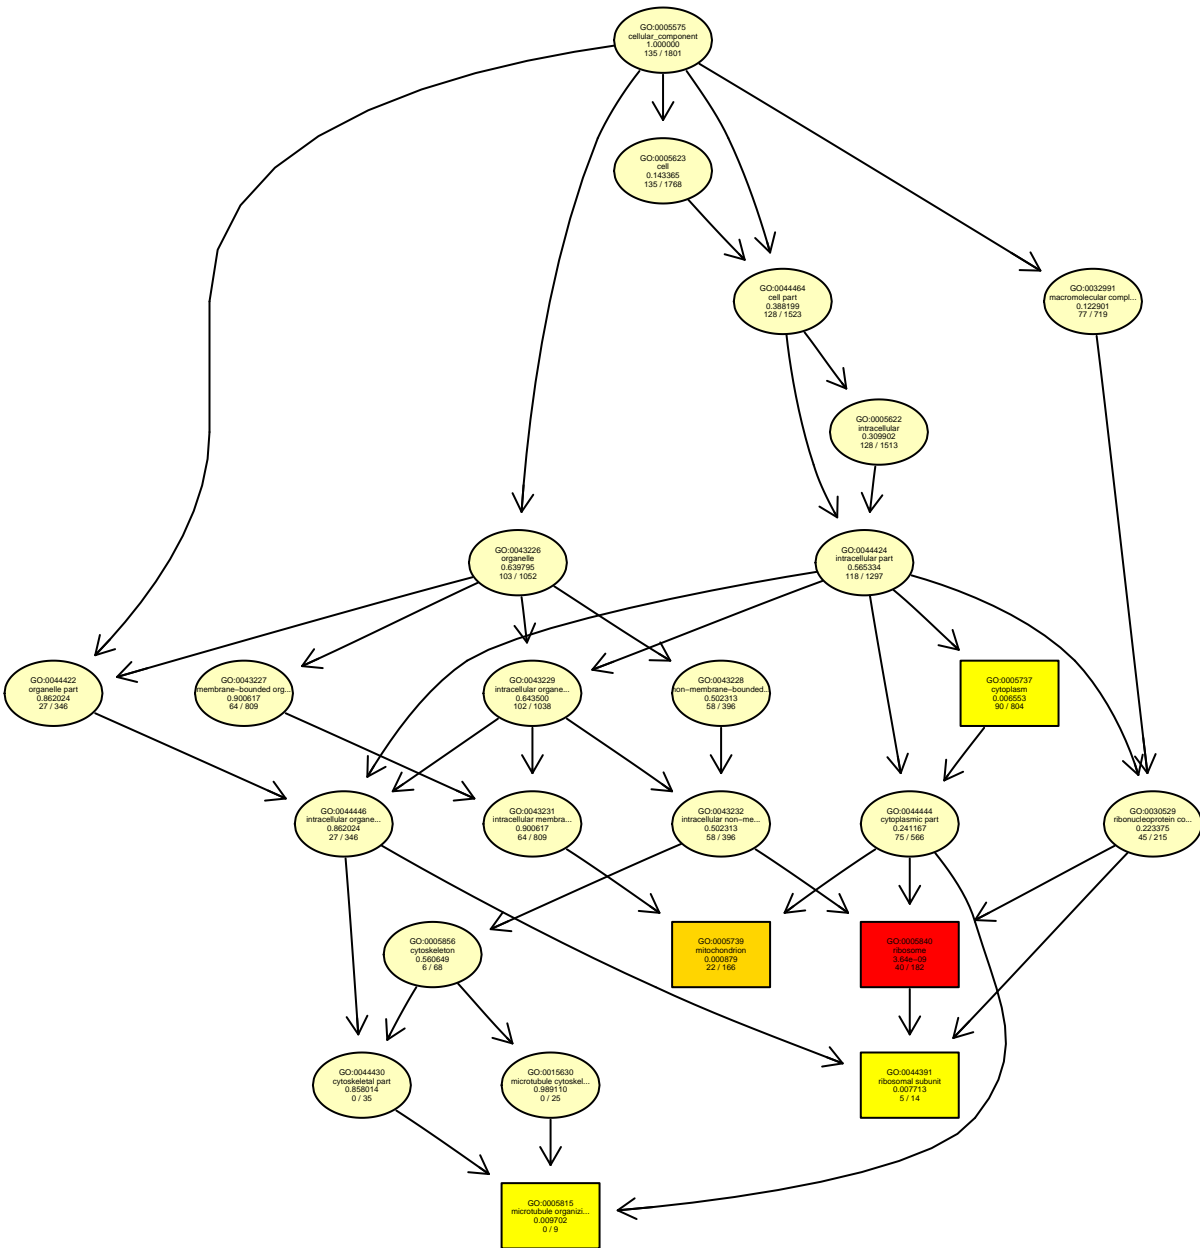 GO:0005575
cellular_component
1.000000
135 / 1801
GO:0005623
cell
0.143365
135 / 1768
GO:0044464
cell part
0.388199
128 / 1523
GO:0032991
macromolecular compl...
0.122901
77 / 719
GO:0005622
intracellular
0.309902
128 / 1513
GO:0043226
organelle
0.639795
103 / 1052
GO:0044424
intracellular part
0.565334
118 / 1297
GO:0044422
organelle part
0.862024
27 / 346
GO:0043227
membrane−bounded org...
0.900617
64 / 809
GO:0043229
intracellular organe...
0.643500
102 / 1038
GO:0043228
non−membrane−bounded...
0.502313
58 / 396
GO:0005737
cytoplasm
0.006553
90 / 804
GO:0044446
intracellular organe...
0.862024
27 / 346
GO:0043231
intracellular membra...
0.900617
64 / 809
GO:0043232
intracellular non−me...
0.502313
58 / 396
GO:0044444
cytoplasmic part
0.241167
75 / 566
GO:0030529
ribonucleoprotein co...
0.223375
45 / 215
GO:0005856
cytoskeleton
0.560649
6 / 68
GO:0005739
mitochondrion
0.000879
22 / 166
GO:0005840
ribosome
3.64e−09
40 / 182
GO:0044430
cytoskeletal part
0.858014
0 / 35
GO:0015630
microtubule cytoskel...
0.989110
0 / 25
GO:0044391
ribosomal subunit
0.007713
5 / 14
GO:0005815
microtubule organizi...
0.009702
0 / 9